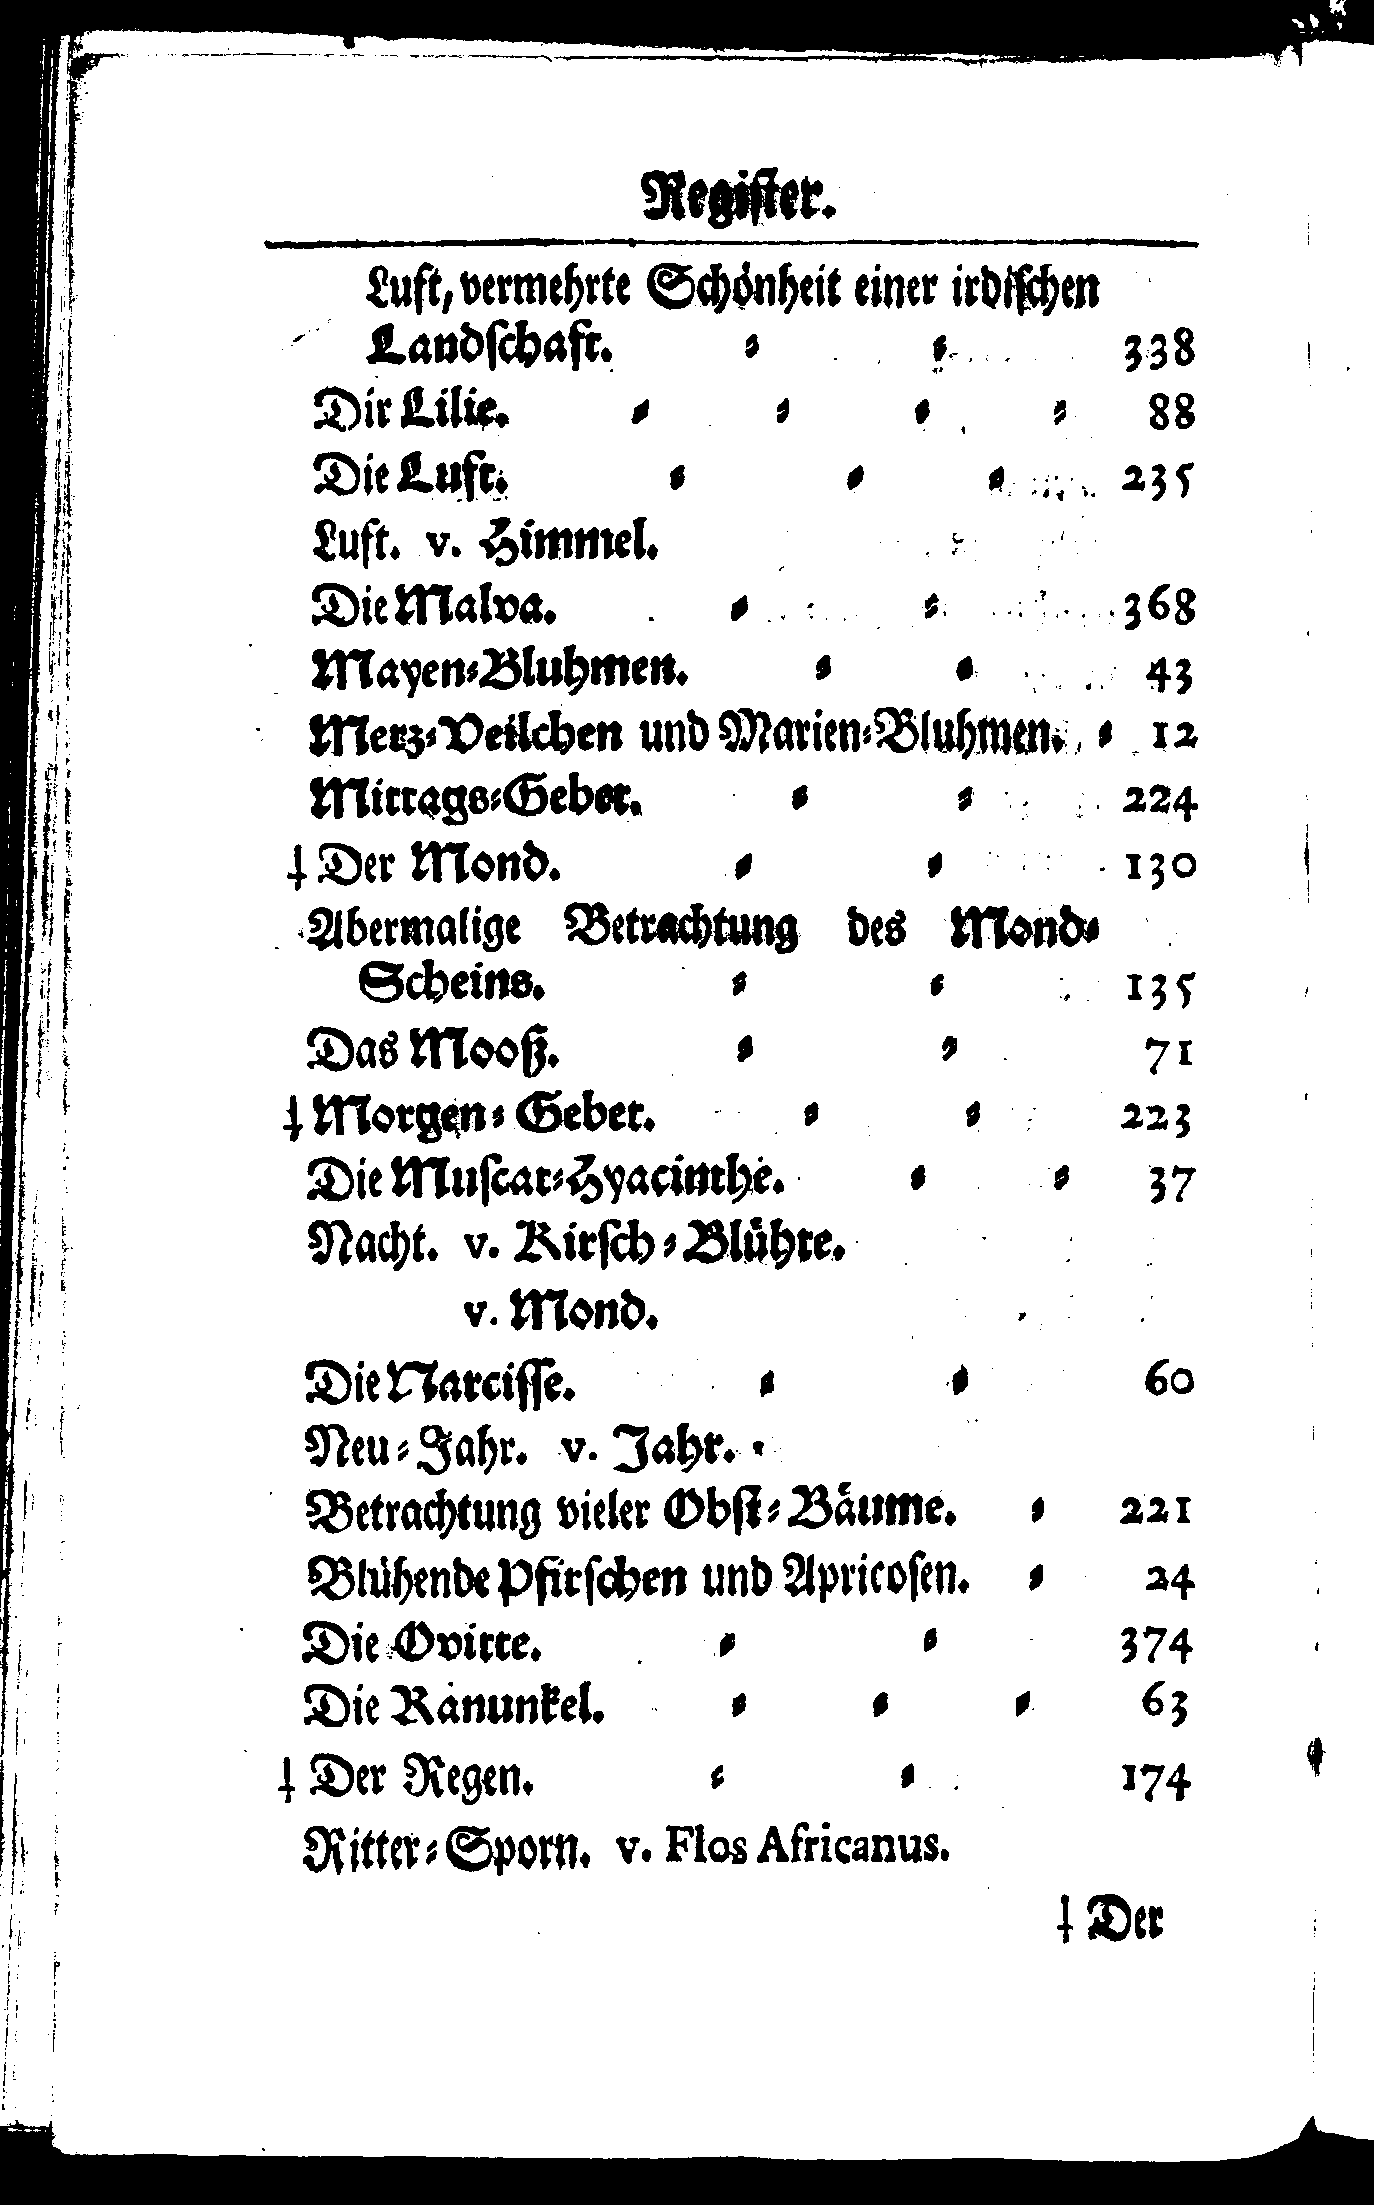 Register.
Luft, vermehrte Schönheit einer irdischen
Landschaft. = = 338
Dir Lilie. = = = = 88
Die Luft. = = = 235
Luft. v. Himmel.
Die Malva. = = 368
Mayen=Bluhmen. = = 43
Merz=Veilchen und Marien=Bluhmen. = 12
Mittags=Gebet. = = 224
† Der Mond. = = 130
Abermalige Betrachtung des Mond=
Scheins. = = 135
Das Mooß. = = 71
† Morgen=Gebet. = = 223
Die Muscat=Hyacinthe. = = 37
Nacht. v. Kirsch=Blühte.
v. Mond.
Die Narcisse. = = 60
Neu=Jahr. v. Jahr.
Betrachtung vieler Obst=Bäume. = 221
Blühende Pfirschen und Apricosen. = 24
Die Qvitte. = = 374
Die Ranunkel. = = = 63
† Der Regen. = = 174
Ritter=Sporn. v. Flos Africanus.
† Der